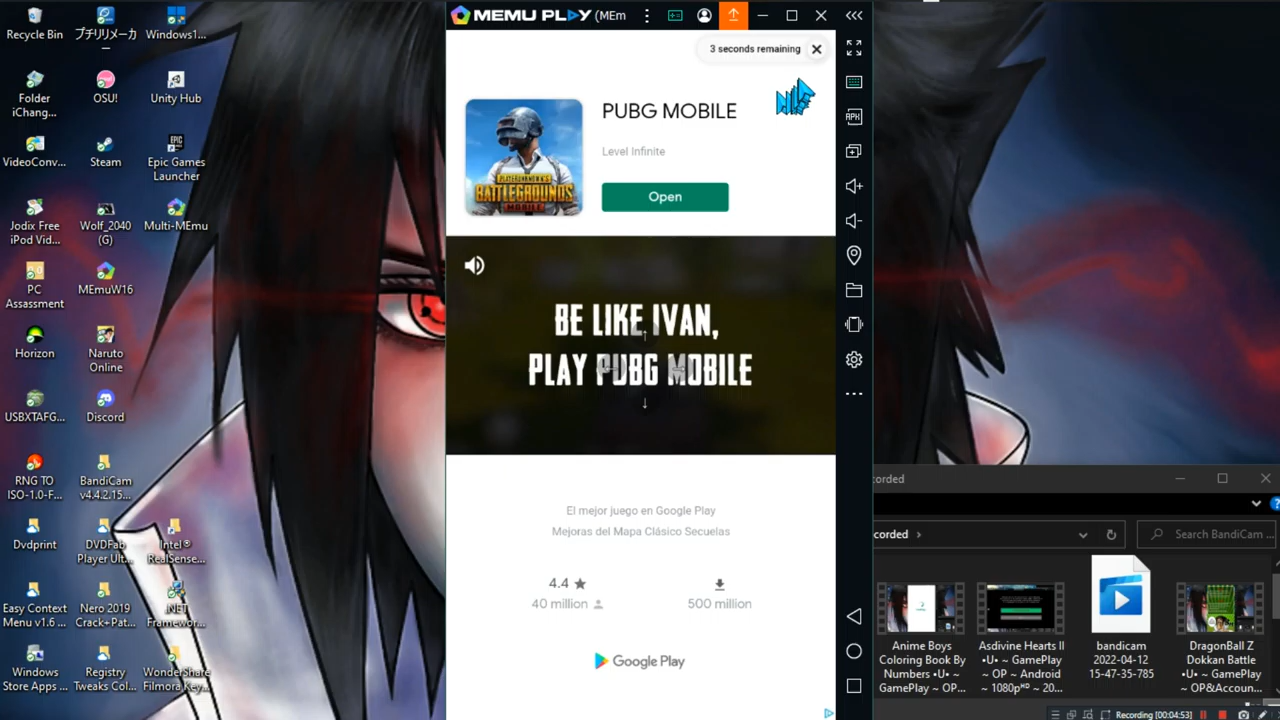 Recycle Bin
プチリリメーカー
Windows1...
Folder iChang...
OSU!
Unity Hub
VideoConv...
Steam
Epic Games Launcher
Jodix Free iPod Vid...
Wolf_2040 (G)
Multi-MEmu
PC Assassment
MEmuW16
Horizon
Naruto Online
USBXTAFG...
Discord
RNG TO ISO-1.0-F...
BandiCam v4.4.2.15...
Dvdprint
DVDFab Player Ult...
Intel® RealSense...
Easy Context Menu v1.6 ...
Nero 2019 Crack+Pat...
.NET Framewor...
Windows Store Apps ...
Registry Tweaks Col...
WonderShare Filmora Key...
MEMU PLAY (MEm
3 seconds remaining
PUBG MOBILE
Level Infinite
PLAYERUNKNOWN'S
BATTLEGROUNDS
MOBILE
Open
BE LIKE IVAN,
PLAY PUBG MOBILE
El mejor juego en Google Play
Mejoras del Mapa Clásico Secuelas
4.4
40 million
500 million
Google Play
APK
corded
corded
Search BandiCam ...
Anime Boys
Coloring Book By
Numbers •U• ~
GamePlay ~ OP...
Asdivine Hearts II
•U• ~ GamePlay
~ OP ~ Android
~ 1080pᴴᴰ ~ 20...
bandicam
2022-04-12
15-47-35-785
DragonBall Z
Dokkan Battle
~ GamePlay ~
~ OP&Accoun...
Recording [00:04:53]